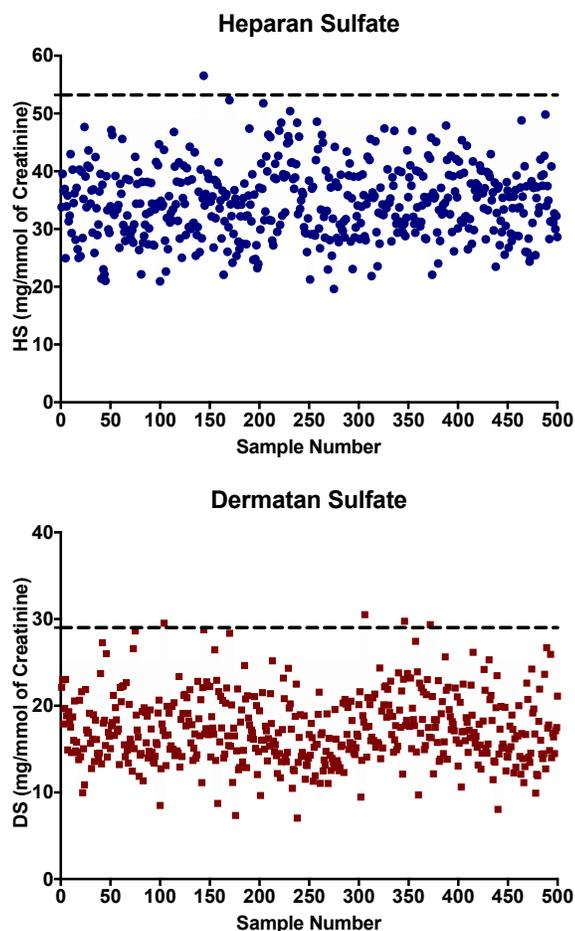 Heparan Sulfate
HS (mg/mmol of Creatinine)
60
50
40
30
20
10
0
0 50 100 150 200 250 300 350 400 450 500
Sample Number
Dermatan Sulfate
DS (mg/mmol of Creatinine)
40
30
20
10
0
0 50 100 150 200 250 300 350 400 450 500
Sample Number